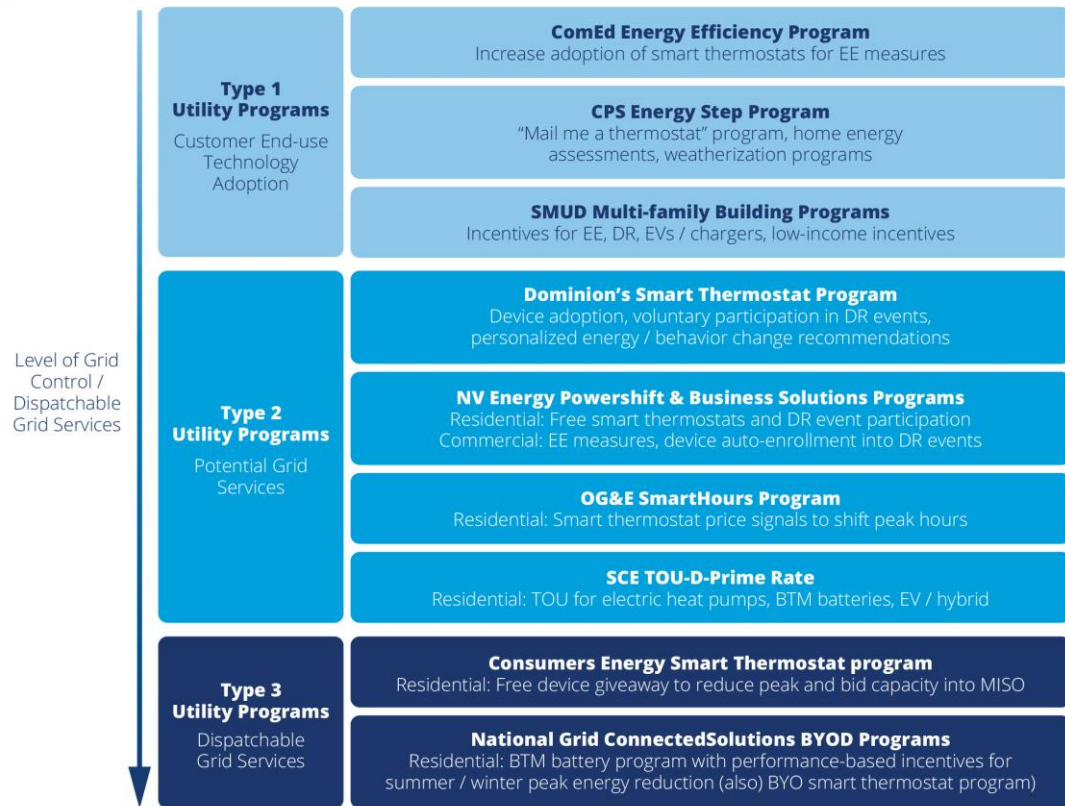 Level of Grid
Control /
Dispatchable
Grid Services
Type 1
Utility Programs
Customer End-use
Technology
Adoption
ComEd Energy Efficiency Program
Increase adoption of smart thermostats for EE measures
CPS Energy Step Program
“Mail me a thermostat” program, home energy
assessments, weatherization programs
SMUD Multi-family Building Programs
Incentives for EE, DR, EVs / chargers, low-income incentives
Type 2
Utility Programs
Potential Grid
Services
Dominion’s Smart Thermostat Program
Device adoption, voluntary participation in DR events,
personalized energy / behavior change recommendations
NV Energy Powershift & Business Solutions Programs
Residential: Free smart thermostats and DR event participation
Commercial: EE measures, device auto-enrollment into DR events
OG&E SmartHours Program
Residential: Smart thermostat price signals to shift peak hours
SCE TOU-D-Prime Rate
Residential: TOU for electric heat pumps, BTM batteries, EV / hybrid
Type 3
Utility Programs
Dispatchable
Grid Services
Consumers Energy Smart Thermostat program
Residential: Free device giveaway to reduce peak and bid capacity into MISO
National Grid ConnectedSolutions BYOD Programs
Residential: BTM battery program with performance-based incentives for
summer / winter peak energy reduction (also) BYO smart thermostat program)